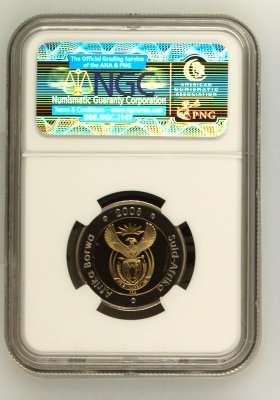 The Official Grading Service
of the ANA & PNG
NGC
Numismatic Guaranty Corporation
AMERICAN
NUMISMATIC
ASSOCIATION
PNG
2008
Afrika Borwa
Suid-Afrika